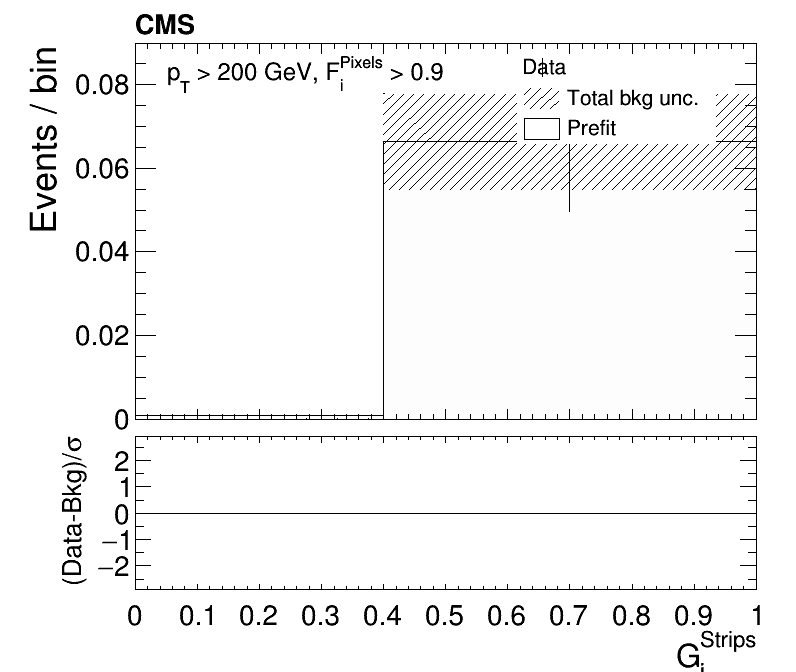 CMS
p_T > 200 GeV, F_i^Pixels > 0.9
Data
Total bkg unc.
Prefit
Events / bin
0.08
0.06
0.04
0.02
0
(Data-Bkg)/σ
2
1
0
−1
−2
0 0.1 0.2 0.3 0.4 0.5 0.6 0.7 0.8 0.9 1
G_i^Strips